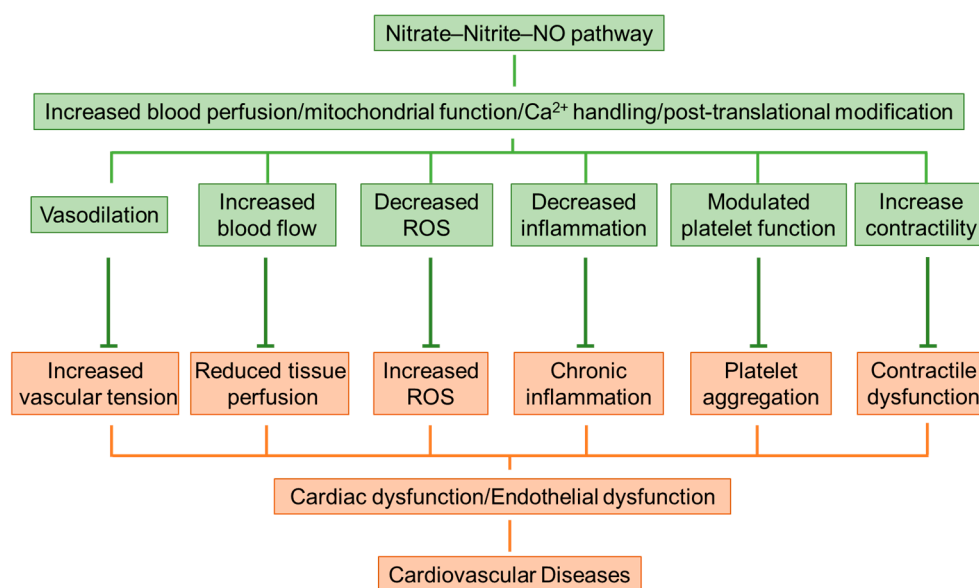 Nitrate–Nitrite–NO pathway
Increased blood perfusion/mitochondrial function/Ca²⁺ handling/post-translational modification
Vasodilation
Increased
blood flow
Decreased
ROS
Decreased
inflammation
Modulated
platelet function
Increase
contractility
Increased
vascular tension
Reduced tissue
perfusion
Increased
ROS
Chronic
inflammation
Platelet
aggregation
Contractile
dysfunction
Cardiac dysfunction/Endothelial dysfunction
Cardiovascular Diseases